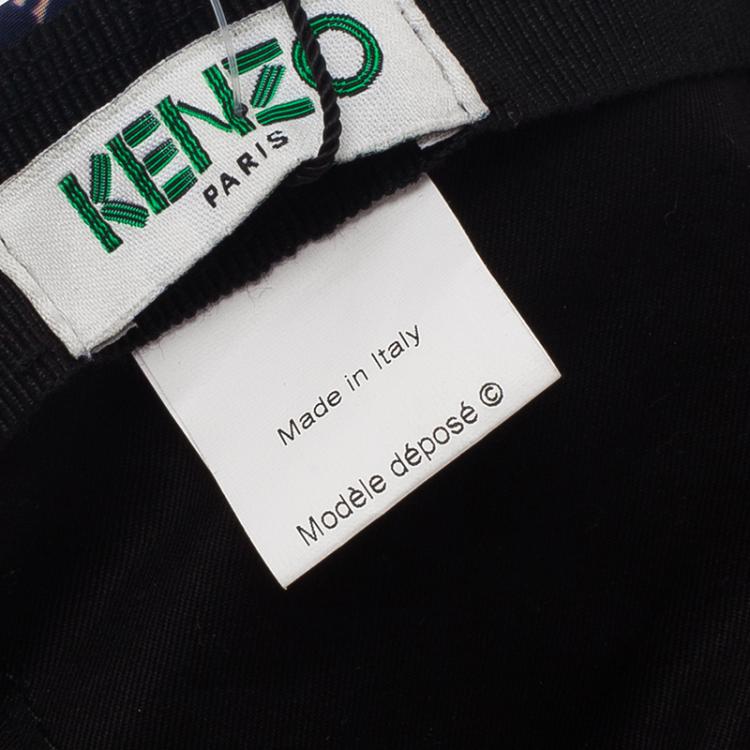 KENZO
PARIS
Made in Italy
Modèle déposé ©